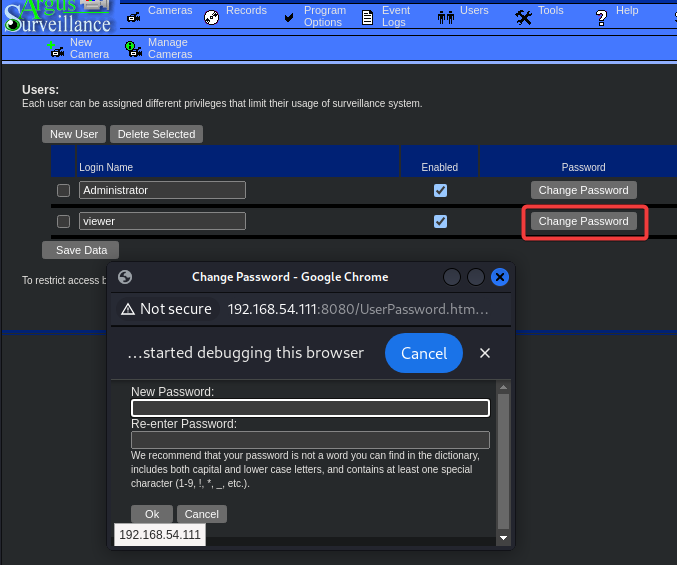 Argus
Surveillance
Cameras
Records
Program
Options
Event
Logs
Users
Tools
Help
New
Camera
Manage
Cameras
Users:
Each user can be assigned different privileges that limit their usage of surveillance system.
New User
Delete Selected
Login Name
Enabled
Password
Administrator
Change Password
viewer
Change Password
Save Data
To restrict access b
Change Password - Google Chrome
Not secure
192.168.54.111:8080/UserPassword.htm...
...started debugging this browser
Cancel
New Password:
Re-enter Password:
We recommend that your password is not a word you can find in the dictionary,
includes both capital and lower case letters, and contains at least one special
character (1-9, !, *, _, etc.).
Ok
Cancel
192.168.54.111